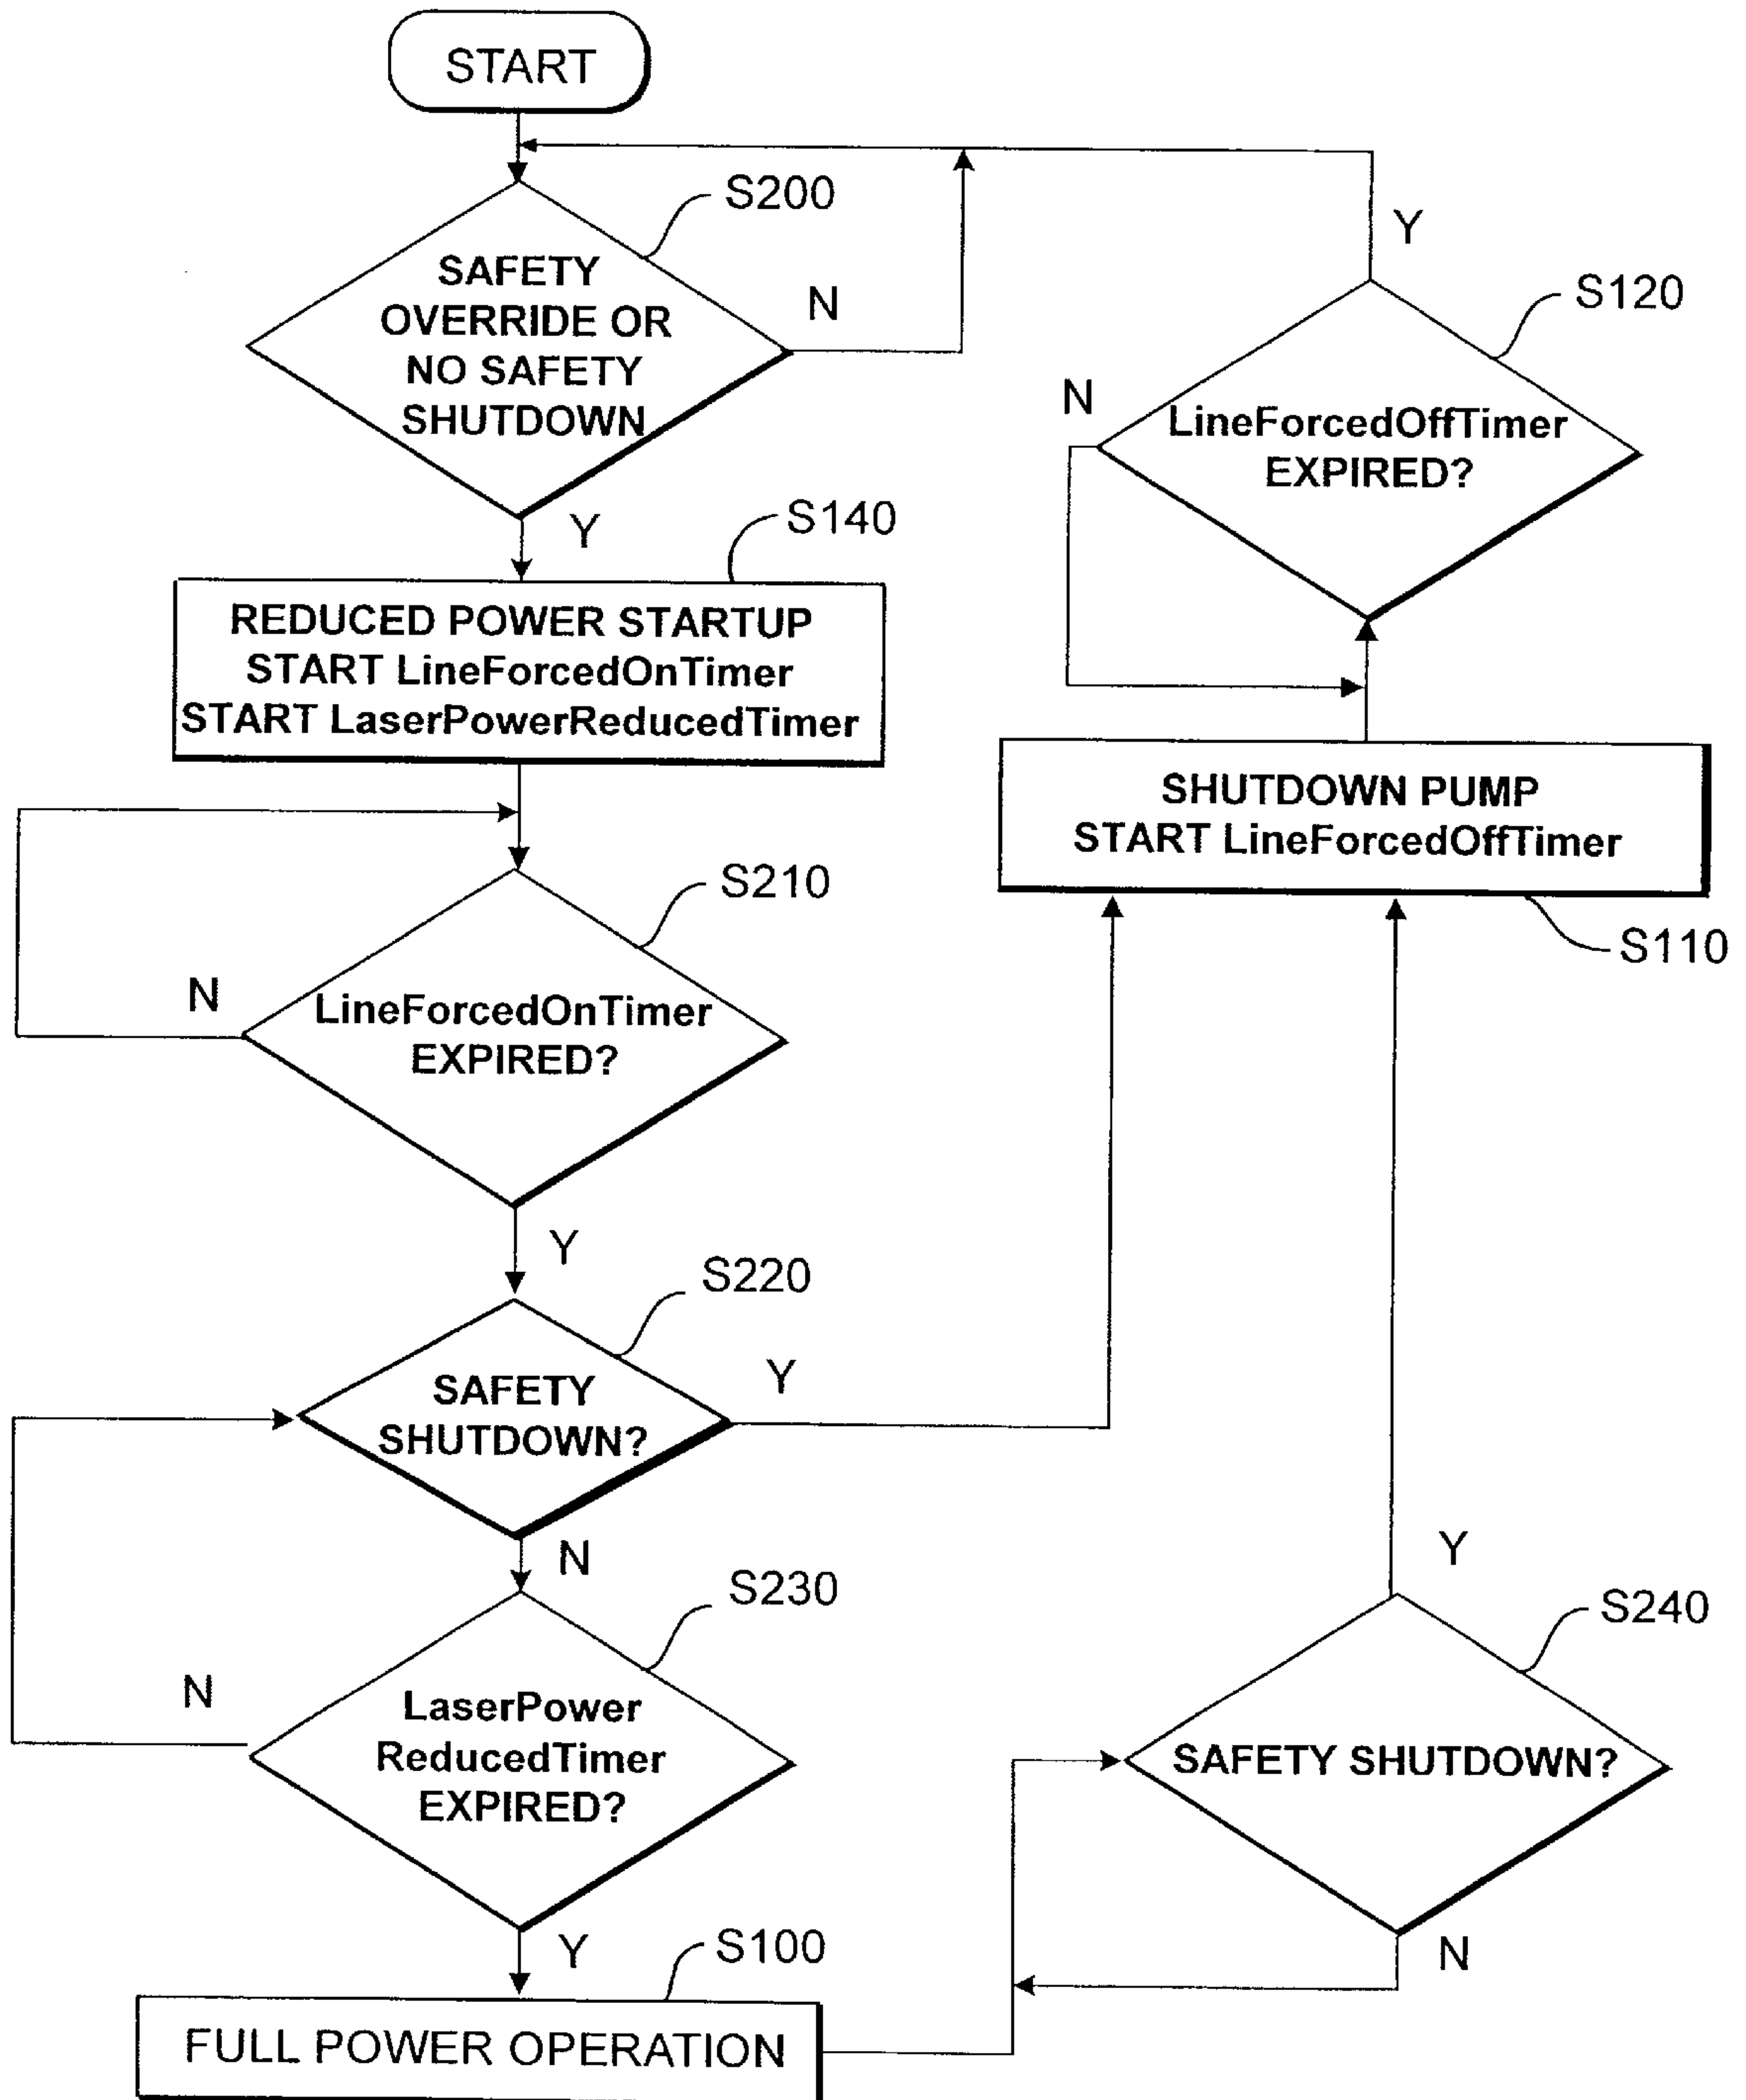 START
S200
SAFETY
OVERRIDE OR
NO SAFETY
SHUTDOWN
N
Y
S140
REDUCED POWER STARTUP
START LineForcedOnTimer
START LaserPowerReducedTimer
S210
N
LineForcedOnTimer
EXPIRED?
Y
S220
SAFETY
SHUTDOWN?
Y
N
S230
N
LaserPower
ReducedTimer
EXPIRED?
Y
S100
FULL POWER OPERATION
Y
S120
N
LineForcedOffTimer
EXPIRED?
SHUTDOWN PUMP
START LineForcedOffTimer
S110
Y
S240
SAFETY SHUTDOWN?
N